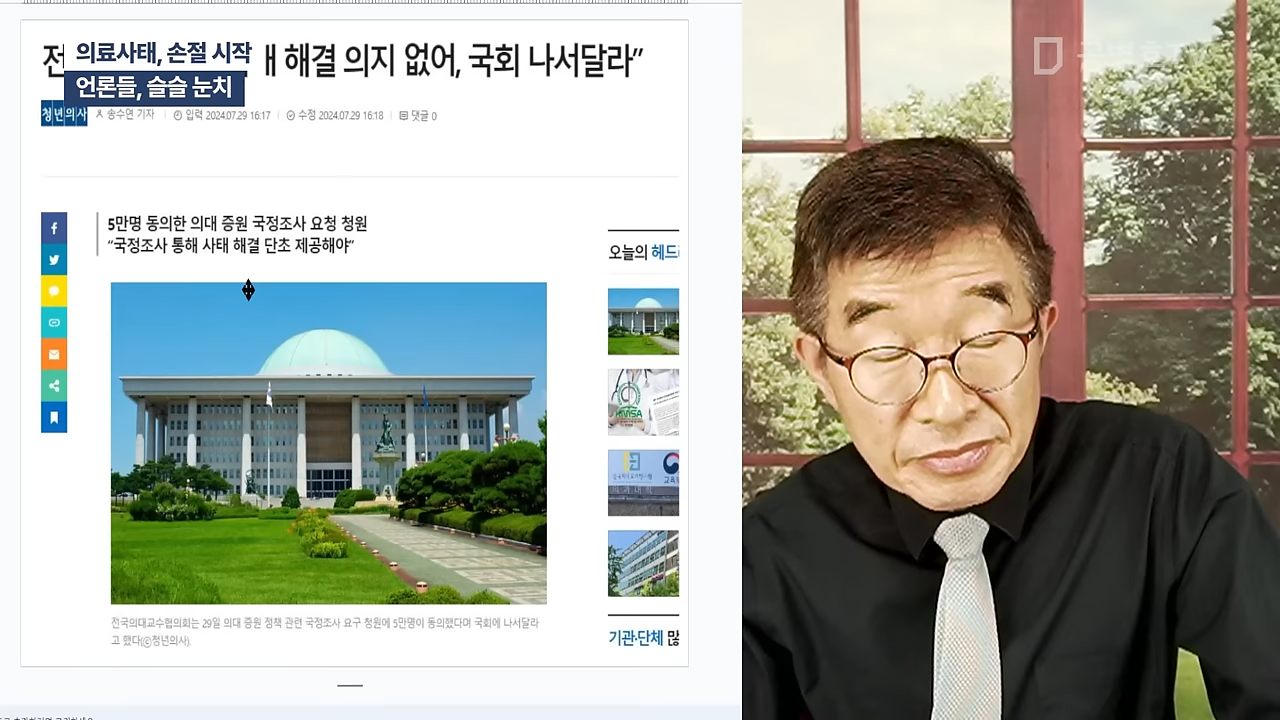 의료사태, 손절 시작
언론들, 슬슬 눈치
해결 의지 없어, 국회 나서달라”
청년의사
송수연 기자
입력 2024.07.29 16:17
수정 2024.07.29 16:18
댓글 0
5만명 동의한 의대 증원 국정조사 요청 청원
“국정조사 통해 사태 해결 단초 제공해야”
오늘의
전국의대교수협의회는 29일 의대 증원 정책 관련 국정조사 요구 청원에 5만명이 동의했다며 국회에 나서달라
고 했다(ⓒ청년의사).
기관·단체